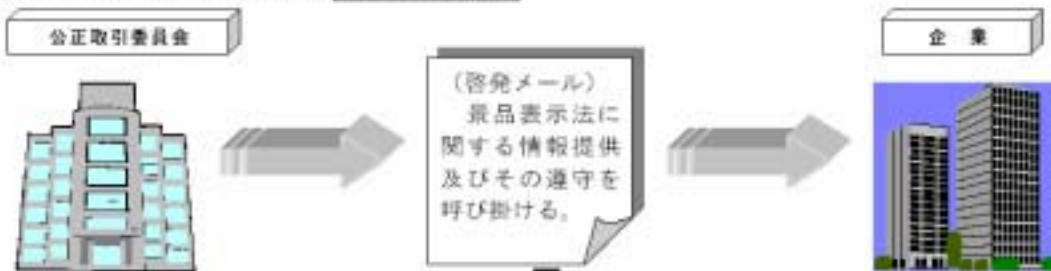 公正取引委員会
企 業
(啓発メール)
景品表示法に
関する情報提供
及びその遵守を
呼び掛ける。